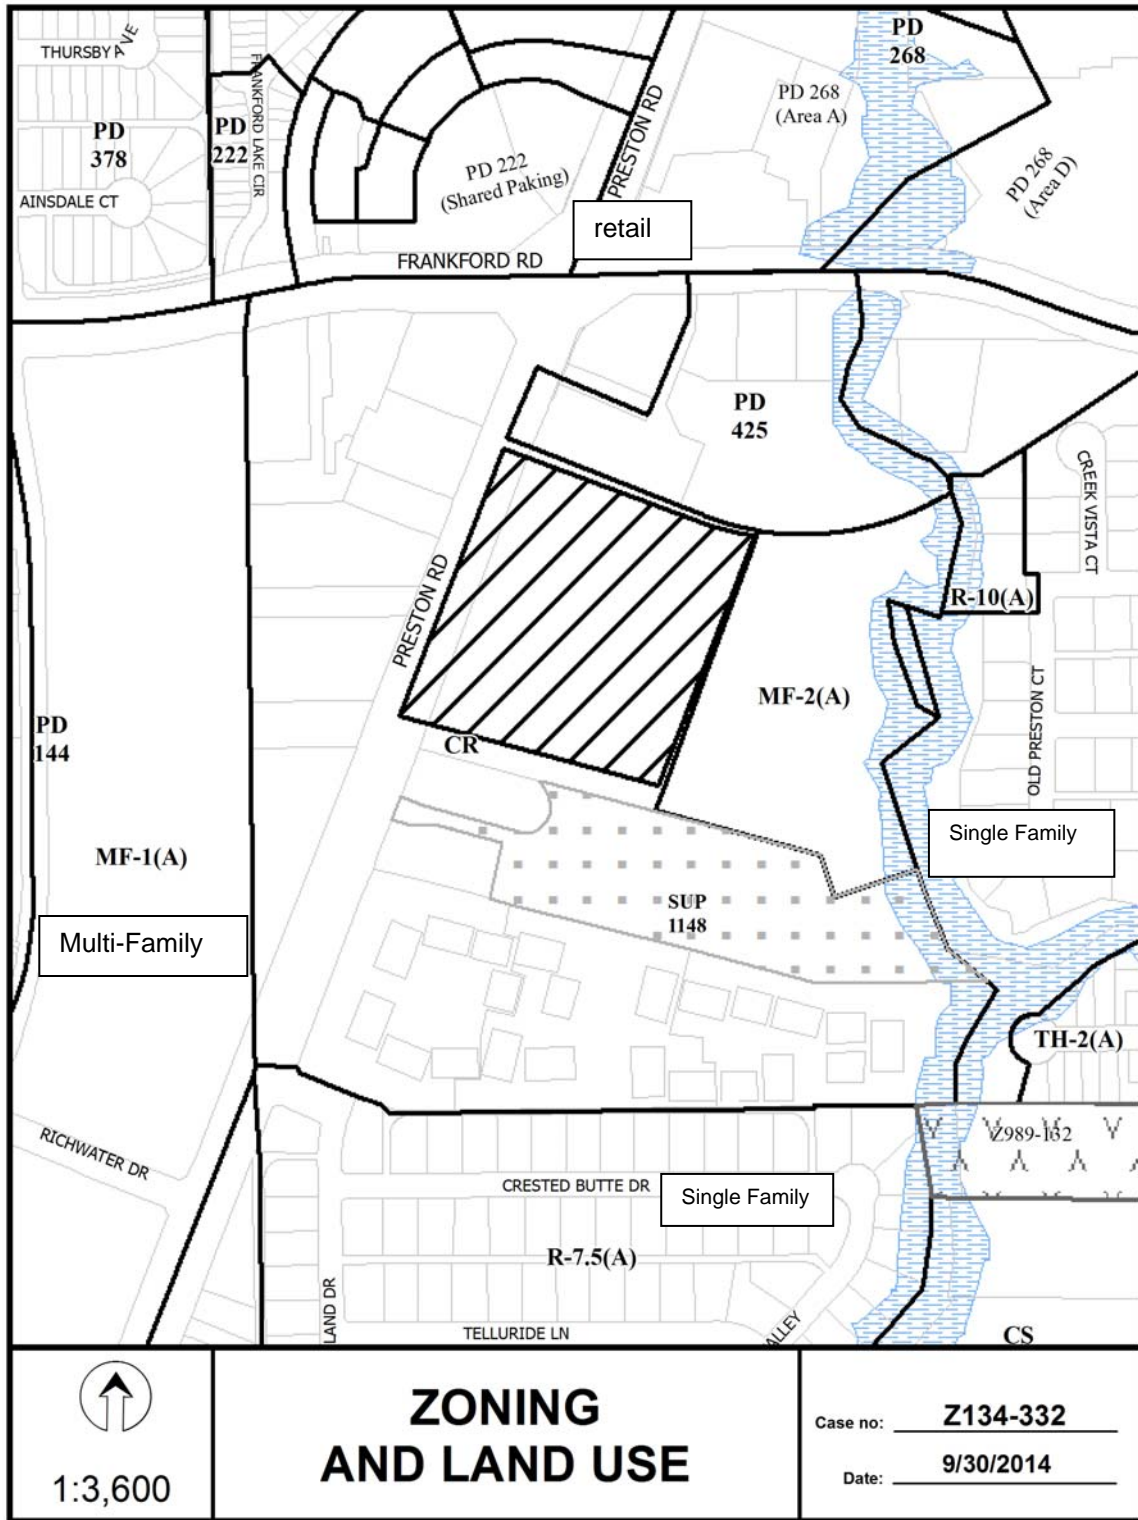 THURSBY AVE
FRANKFORD LAKE CIR
PD
378
PD
222
AINSDALE CT
PD 222
(Shared Paking)
PRESTON RD
PD
268
PD 268
(Area A)
PD 268
(Area D)
retail
FRANKFORD RD
PD
425
CREEK VISTA CT
PRESTON RD
R-10(A)
OLD PRESTON CT
MF-2(A)
CR
PD
144
Single Family
MF-1(A)
SUP
1148
Multi-Family
TH-2(A)
Z989-132
RICHWATER DR
CRESTED BUTTE DR
Single Family
R-7.5(A)
LAND DR
TELLURIDE LN
ALLEY
CS
1:3,600
ZONING
AND LAND USE
Case no: Z134-332
Date: 9/30/2014